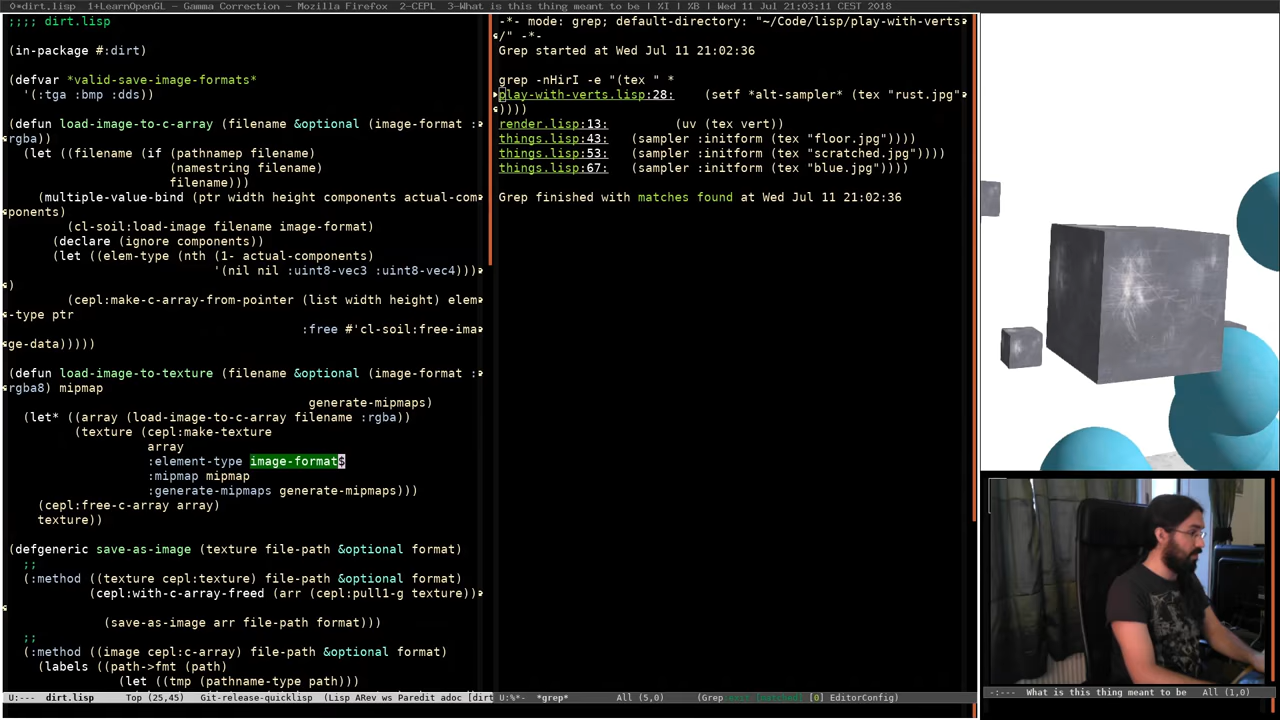 0*dirt.lisp   1+LearnOpenGL - Gamma Correction - Mozilla Firefox   2-CEPL   3-What is this thing meant to be | %I | %B | Wed 11 Jul 21:03:11 CEST 2018
;;;; dirt.lisp
(in-package #:dirt)
(defvar *valid-save-image-formats*
'(:tga :bmp :dds))
(defun load-image-to-c-array (filename &optional (image-format :
rgba))
(let ((filename (if (pathnamep filename)
(namestring filename)
filename)))
(multiple-value-bind (ptr width height components actual-com
ponents)
(cl-soil:load-image filename image-format)
(declare (ignore components))
(let ((elem-type (nth (1- actual-components)
'(nil nil :uint8-vec3 :uint8-vec4)))
)
(cepl:make-c-array-from-pointer (list width height) elem
-type ptr
:free #'cl-soil:free-ima
ge-data)))))
(defun load-image-to-texture (filename &optional (image-format :
rgba8) mipmap
generate-mipmaps)
(let* ((array (load-image-to-c-array filename :rgba))
(texture (cepl:make-texture
array
:element-type image-format$
:mipmap mipmap
:generate-mipmaps generate-mipmaps)))
(cepl:free-c-array array)
texture))
(defgeneric save-as-image (texture file-path &optional format)
;;
(:method ((texture cepl:texture) file-path &optional format)
(cepl:with-c-array-freed (arr (cepl:pull1-g texture))
(save-as-image arr file-path format)))
;;
(:method ((image cepl:c-array) file-path &optional format)
(labels ((path->fmt (path)
(let ((tmp (pathname-type path)))
U:---  dirt.lisp      Top (25,45)    Git-release-quicklisp  (Lisp ARev ws Paredit adoc [dirt
-*- mode: grep; default-directory: "~/Code/lisp/play-with-verts
/" -*-
Grep started at Wed Jul 11 21:02:36
grep -nHirI -e "(tex " *
play-with-verts.lisp:28:    (setf *alt-sampler* (tex "rust.jpg"
))))
render.lisp:13:         (uv (tex vert))
things.lisp:43:   (sampler :initform (tex "floor.jpg"))))
things.lisp:53:   (sampler :initform (tex "scratched.jpg"))))
things.lisp:67:   (sampler :initform (tex "blue.jpg"))))
Grep finished with matches found at Wed Jul 11 21:02:36
U:%*-  *grep*         All (5,0)      (Grep:exit [matched] [0] EditorConfig)
-:---  What is this thing meant to be   All (1,0)